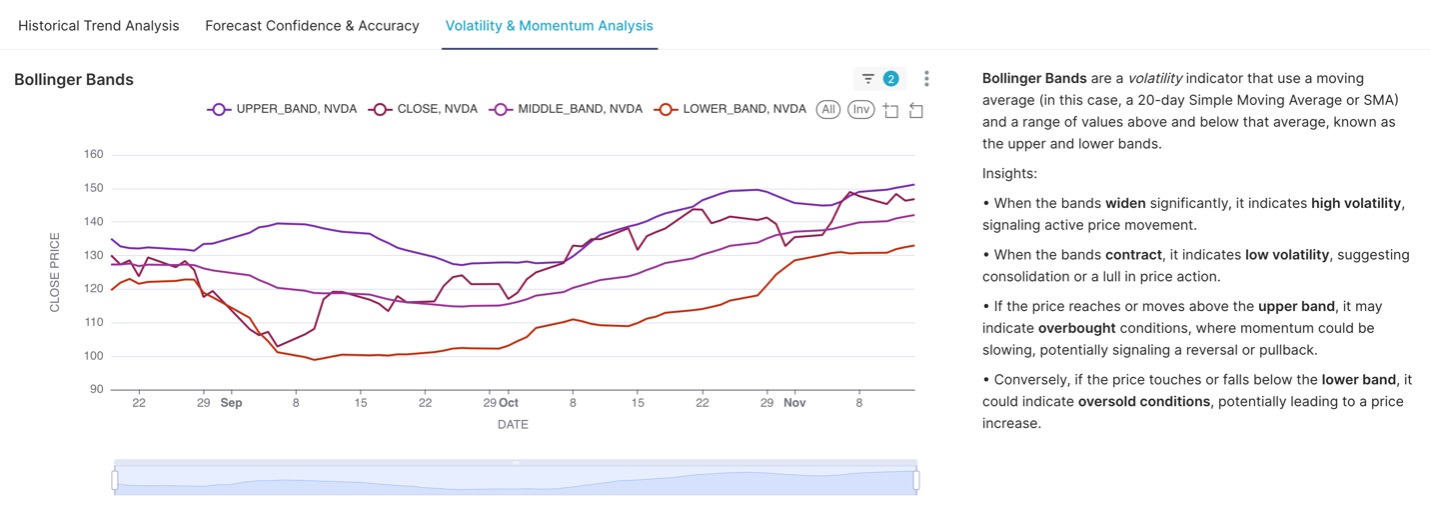 Historical Trend Analysis Forecast Confidence & Accuracy Volatility & Momentum Analysis
Bollinger Bands
2
UPPER_BAND, NVDA CLOSE, NVDA MIDDLE_BAND, NVDA LOWER_BAND, NVDA All Inv
160
150
140
130
120
110
100
90
CLOSE PRICE
22 29 Sep 8 15 22 29 Oct 8 15 22 29 Nov 8
DATE
Bollinger Bands are a volatility indicator that use a moving
average (in this case, a 20-day Simple Moving Average or SMA)
and a range of values above and below that average, known as
the upper and lower bands.
Insights:
• When the bands widen significantly, it indicates high volatility,
signaling active price movement.
• When the bands contract, it indicates low volatility, suggesting
consolidation or a lull in price action.
• If the price reaches or moves above the upper band, it may
indicate overbought conditions, where momentum could be
slowing, potentially signaling a reversal or pullback.
• Conversely, if the price touches or falls below the lower band, it
could indicate oversold conditions, potentially leading to a price
increase.